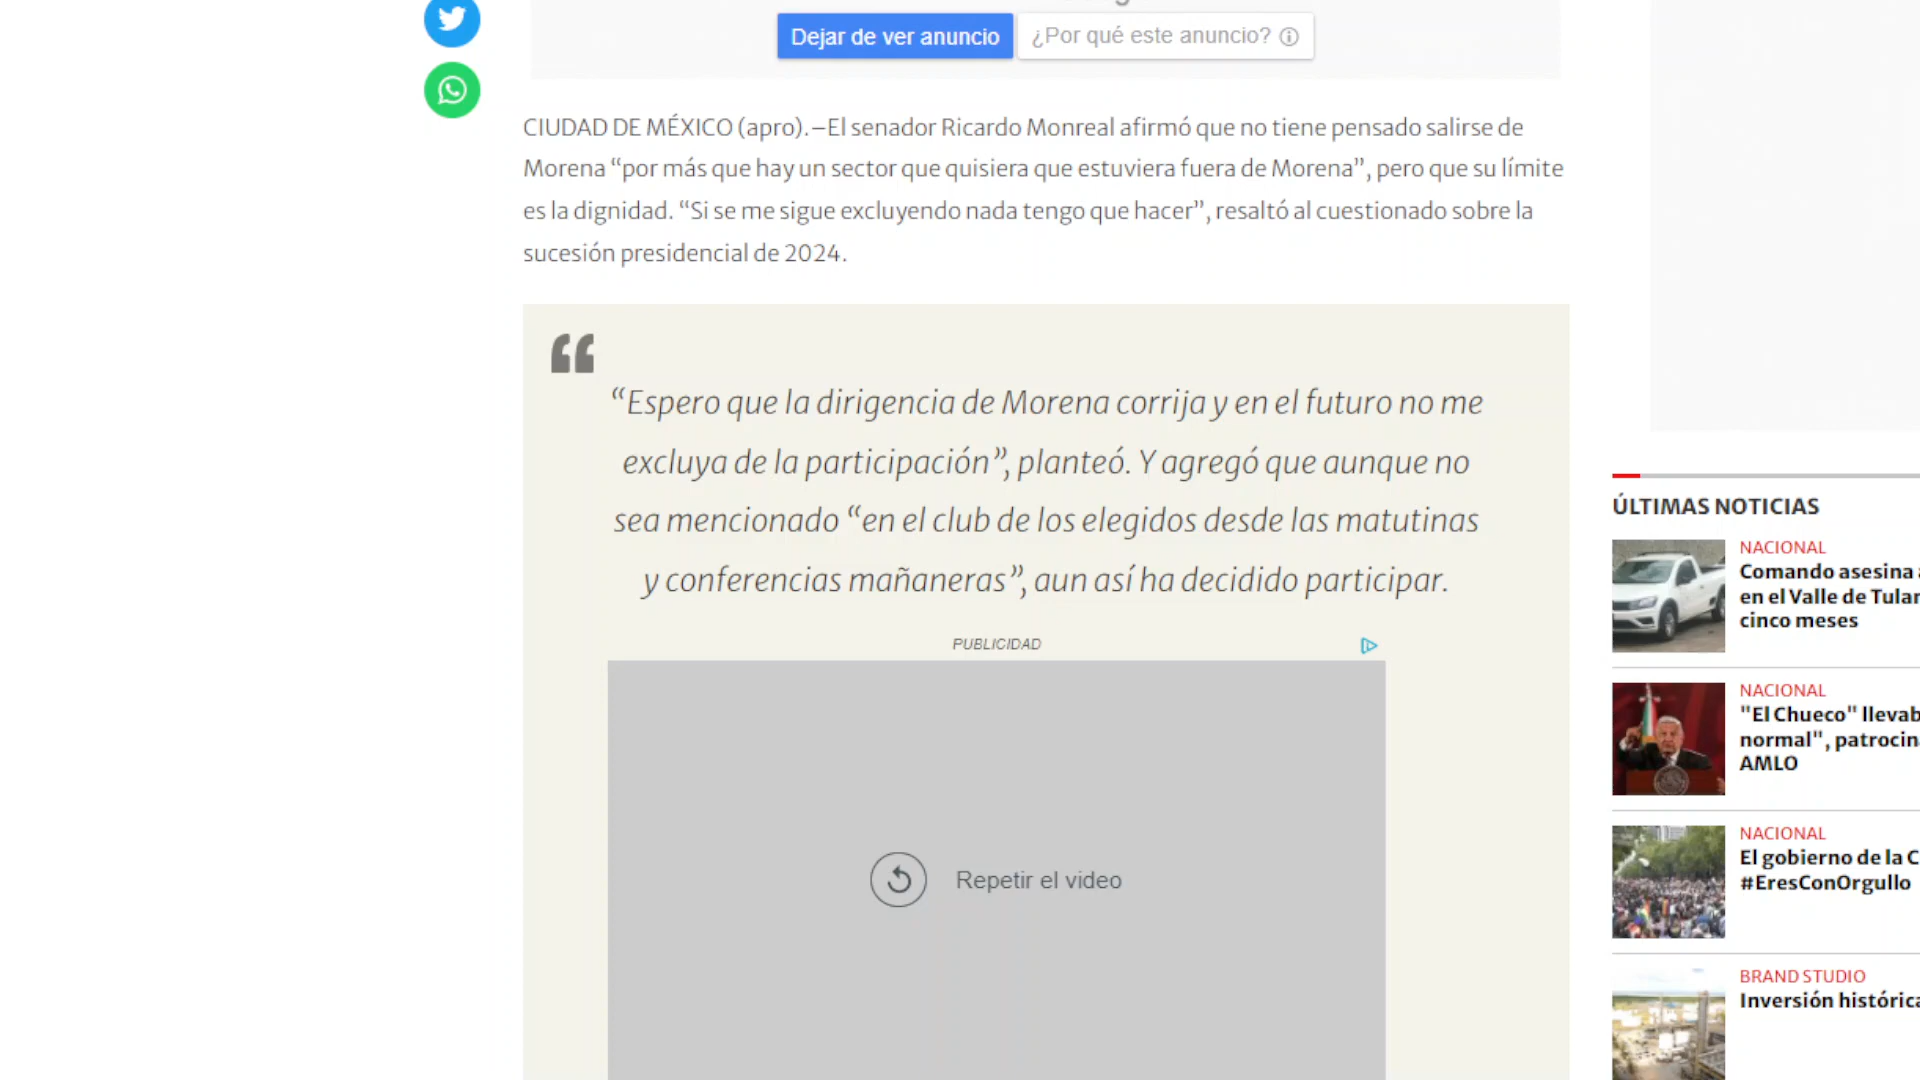 Dejar de ver anuncio
¿Por qué este anuncio?
CIUDAD DE MÉXICO (apro).–El senador Ricardo Monreal afirmó que no tiene pensado salirse de
Morena “por más que hay un sector que quisiera que estuviera fuera de Morena”, pero que su límite
es la dignidad. “Si se me sigue excluyendo nada tengo que hacer”, resaltó al cuestionado sobre la
sucesión presidencial de 2024.
“Espero que la dirigencia de Morena corrija y en el futuro no me
excluya de la participación”, planteó. Y agregó que aunque no
sea mencionado “en el club de los elegidos desde las matutinas
y conferencias mañaneras”, aun así ha decidido participar.
PUBLICIDAD
Repetir el video
ÚLTIMAS NOTICIAS
NACIONAL
Comando asesina
en el Valle de
cinco meses
NACIONAL
"El Chueco"
normal",
AMLO
NACIONAL
El gobierno de la
#EresConOrgullo
BRAND STUDIO
Inversión